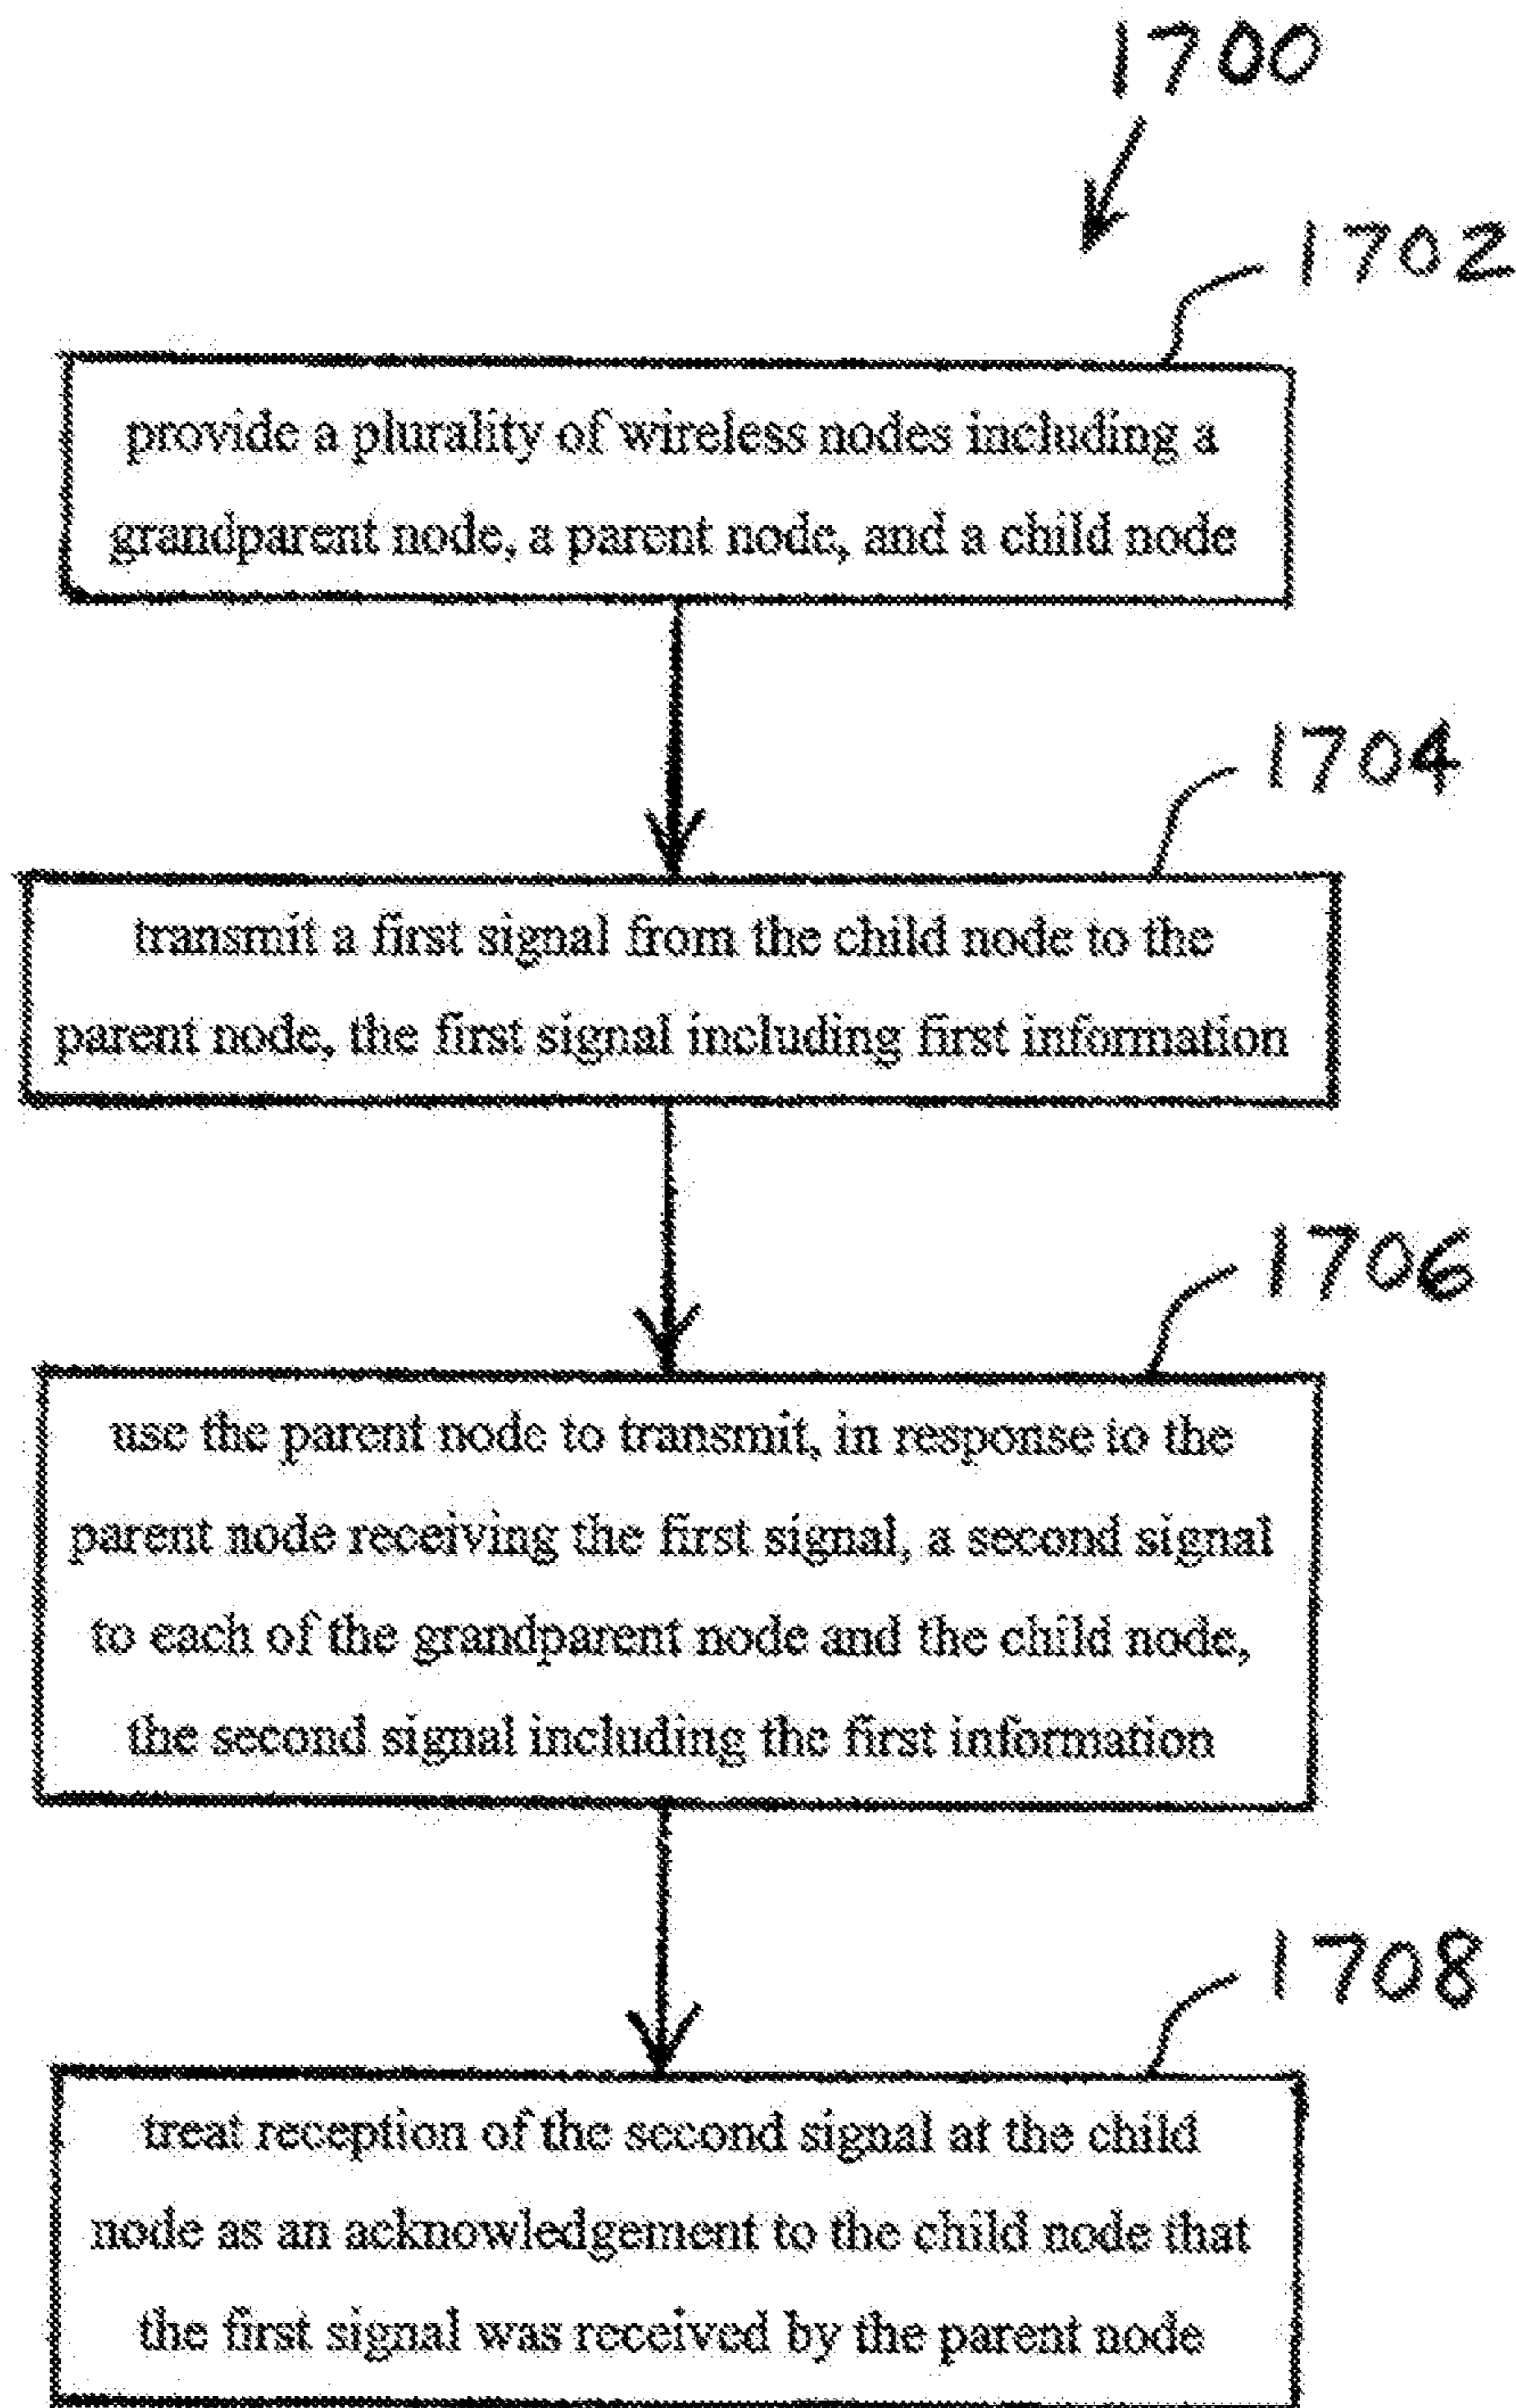 1700
1702
provide a plurality of wireless nodes including a
grandparent node, a parent node, and a child node
1704
transmit a first signal from the child node to the
parent node, the first signal including first information
1706
use the parent node to transmit, in response to the
parent node receiving the first signal, a second signal
to each of the grandparent node and the child node,
the second signal including the first information
1708
treat reception of the second signal at the child
node as an acknowledgement to the child node that
the first signal was received by the parent node